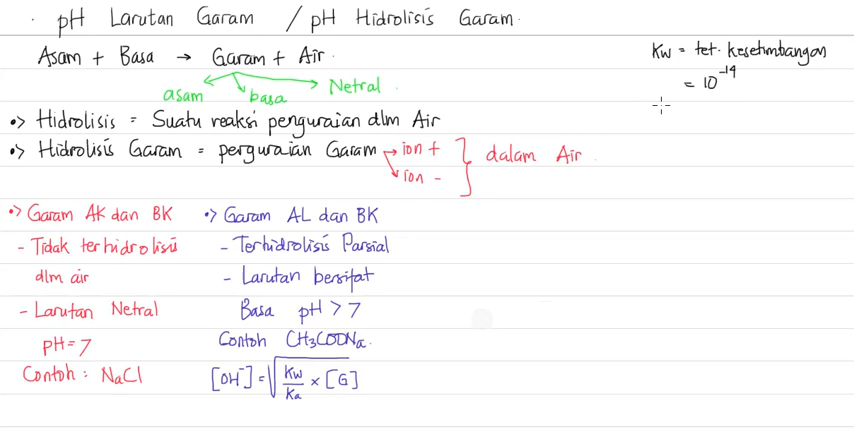 · pH Larutan Garam / pH Hidrolisis Garam.
Asam + Basa → Garam + Air.
asam basa Netral
Kw = tet. Kesetimbangan
= 10⁻¹⁴
•> Hidrolisis = Suatu reaksi penguraian dlm Air
•> Hidrolisis Garam = perguraian Garam → ion +
→ ion -
} dalam Air
•> Garam AK dan BK
- Tidak terhidrolisis
dlm air
- Larutan Netral
pH = 7
Contoh : NaCl
•> Garam AL dan BK
- Terhidrolisis Parsial
- Larutan bersifat
Basa pH > 7
Contoh CH₃COONa.
[OH⁻] = √(Kw/Ka × [G])